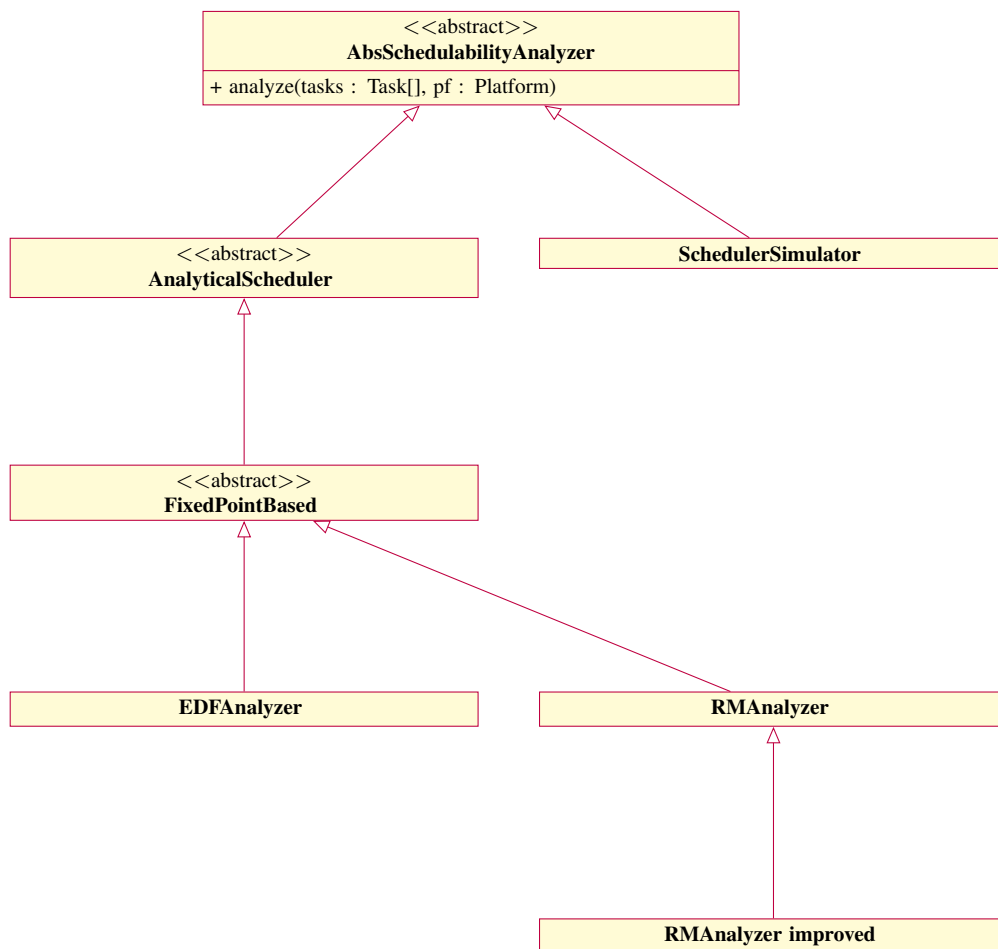 <<abstract>>
AbsSchedulabilityAnalyzer
+ analyze(tasks : Task[], pf : Platform)
<<abstract>>
AnalyticalScheduler
SchedulerSimulator
<<abstract>>
FixedPointBased
EDFAnalyzer
RMAnalyzer
RMAnalyzer improved